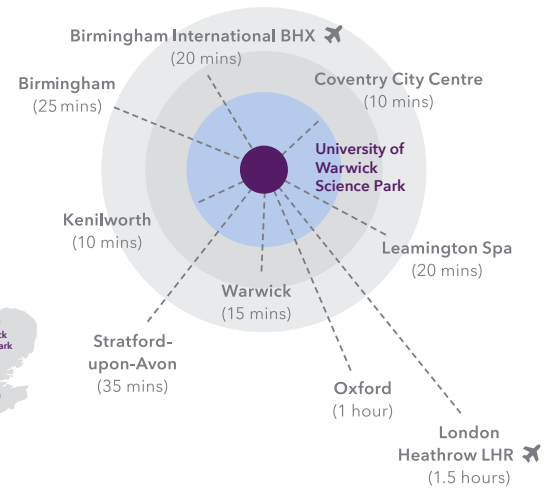 Birmingham International BHX
(20 mins)
Birmingham
(25 mins)
Coventry City Centre
(10 mins)
University of
Warwick
Science Park
Kenilworth
(10 mins)
Leamington Spa
(20 mins)
Warwick
(15 mins)
Stratford-
upon-Avon
(35 mins)
Oxford
(1 hour)
London
Heathrow LHR
(1.5 hours)